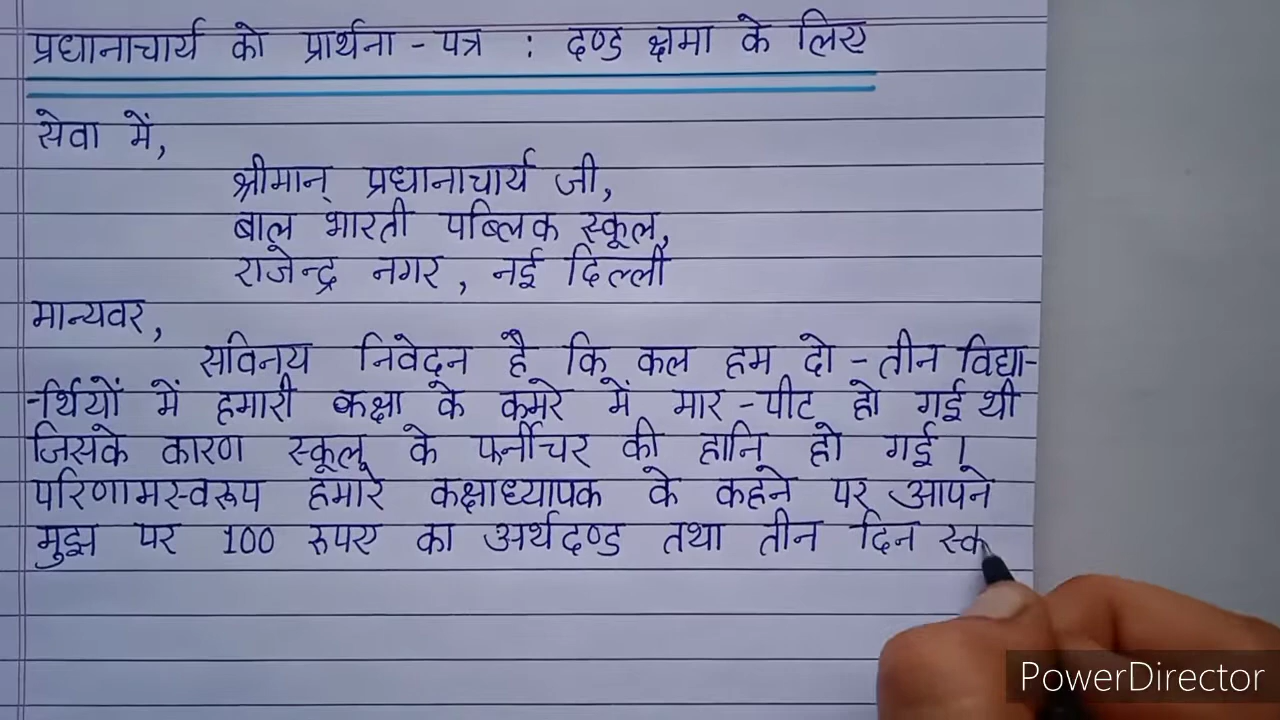 प्रधानाचार्य को प्रार्थना - पत्र : दण्ड क्षमा के लिए
सेवा में,
श्रीमान् प्रधानाचार्य जी,
बाल भारती पब्लिक स्कूल,
राजेन्द्र नगर, नई दिल्ली
मान्यवर,
सविनय निवेदन है कि कल हम दो - तीन विद्या-
-र्थियों में हमारी कक्षा के कमरे में मार - पीट हो गई थी
जिसके कारण स्कूल के फर्नीचर की हानि हो गई।
परिणामस्वरूप हमारे कक्षाध्यापक के कहने पर आपने
मुझ पर 100 रुपए का अर्थदण्ड तथा तीन दिन स्क
PowerDirector